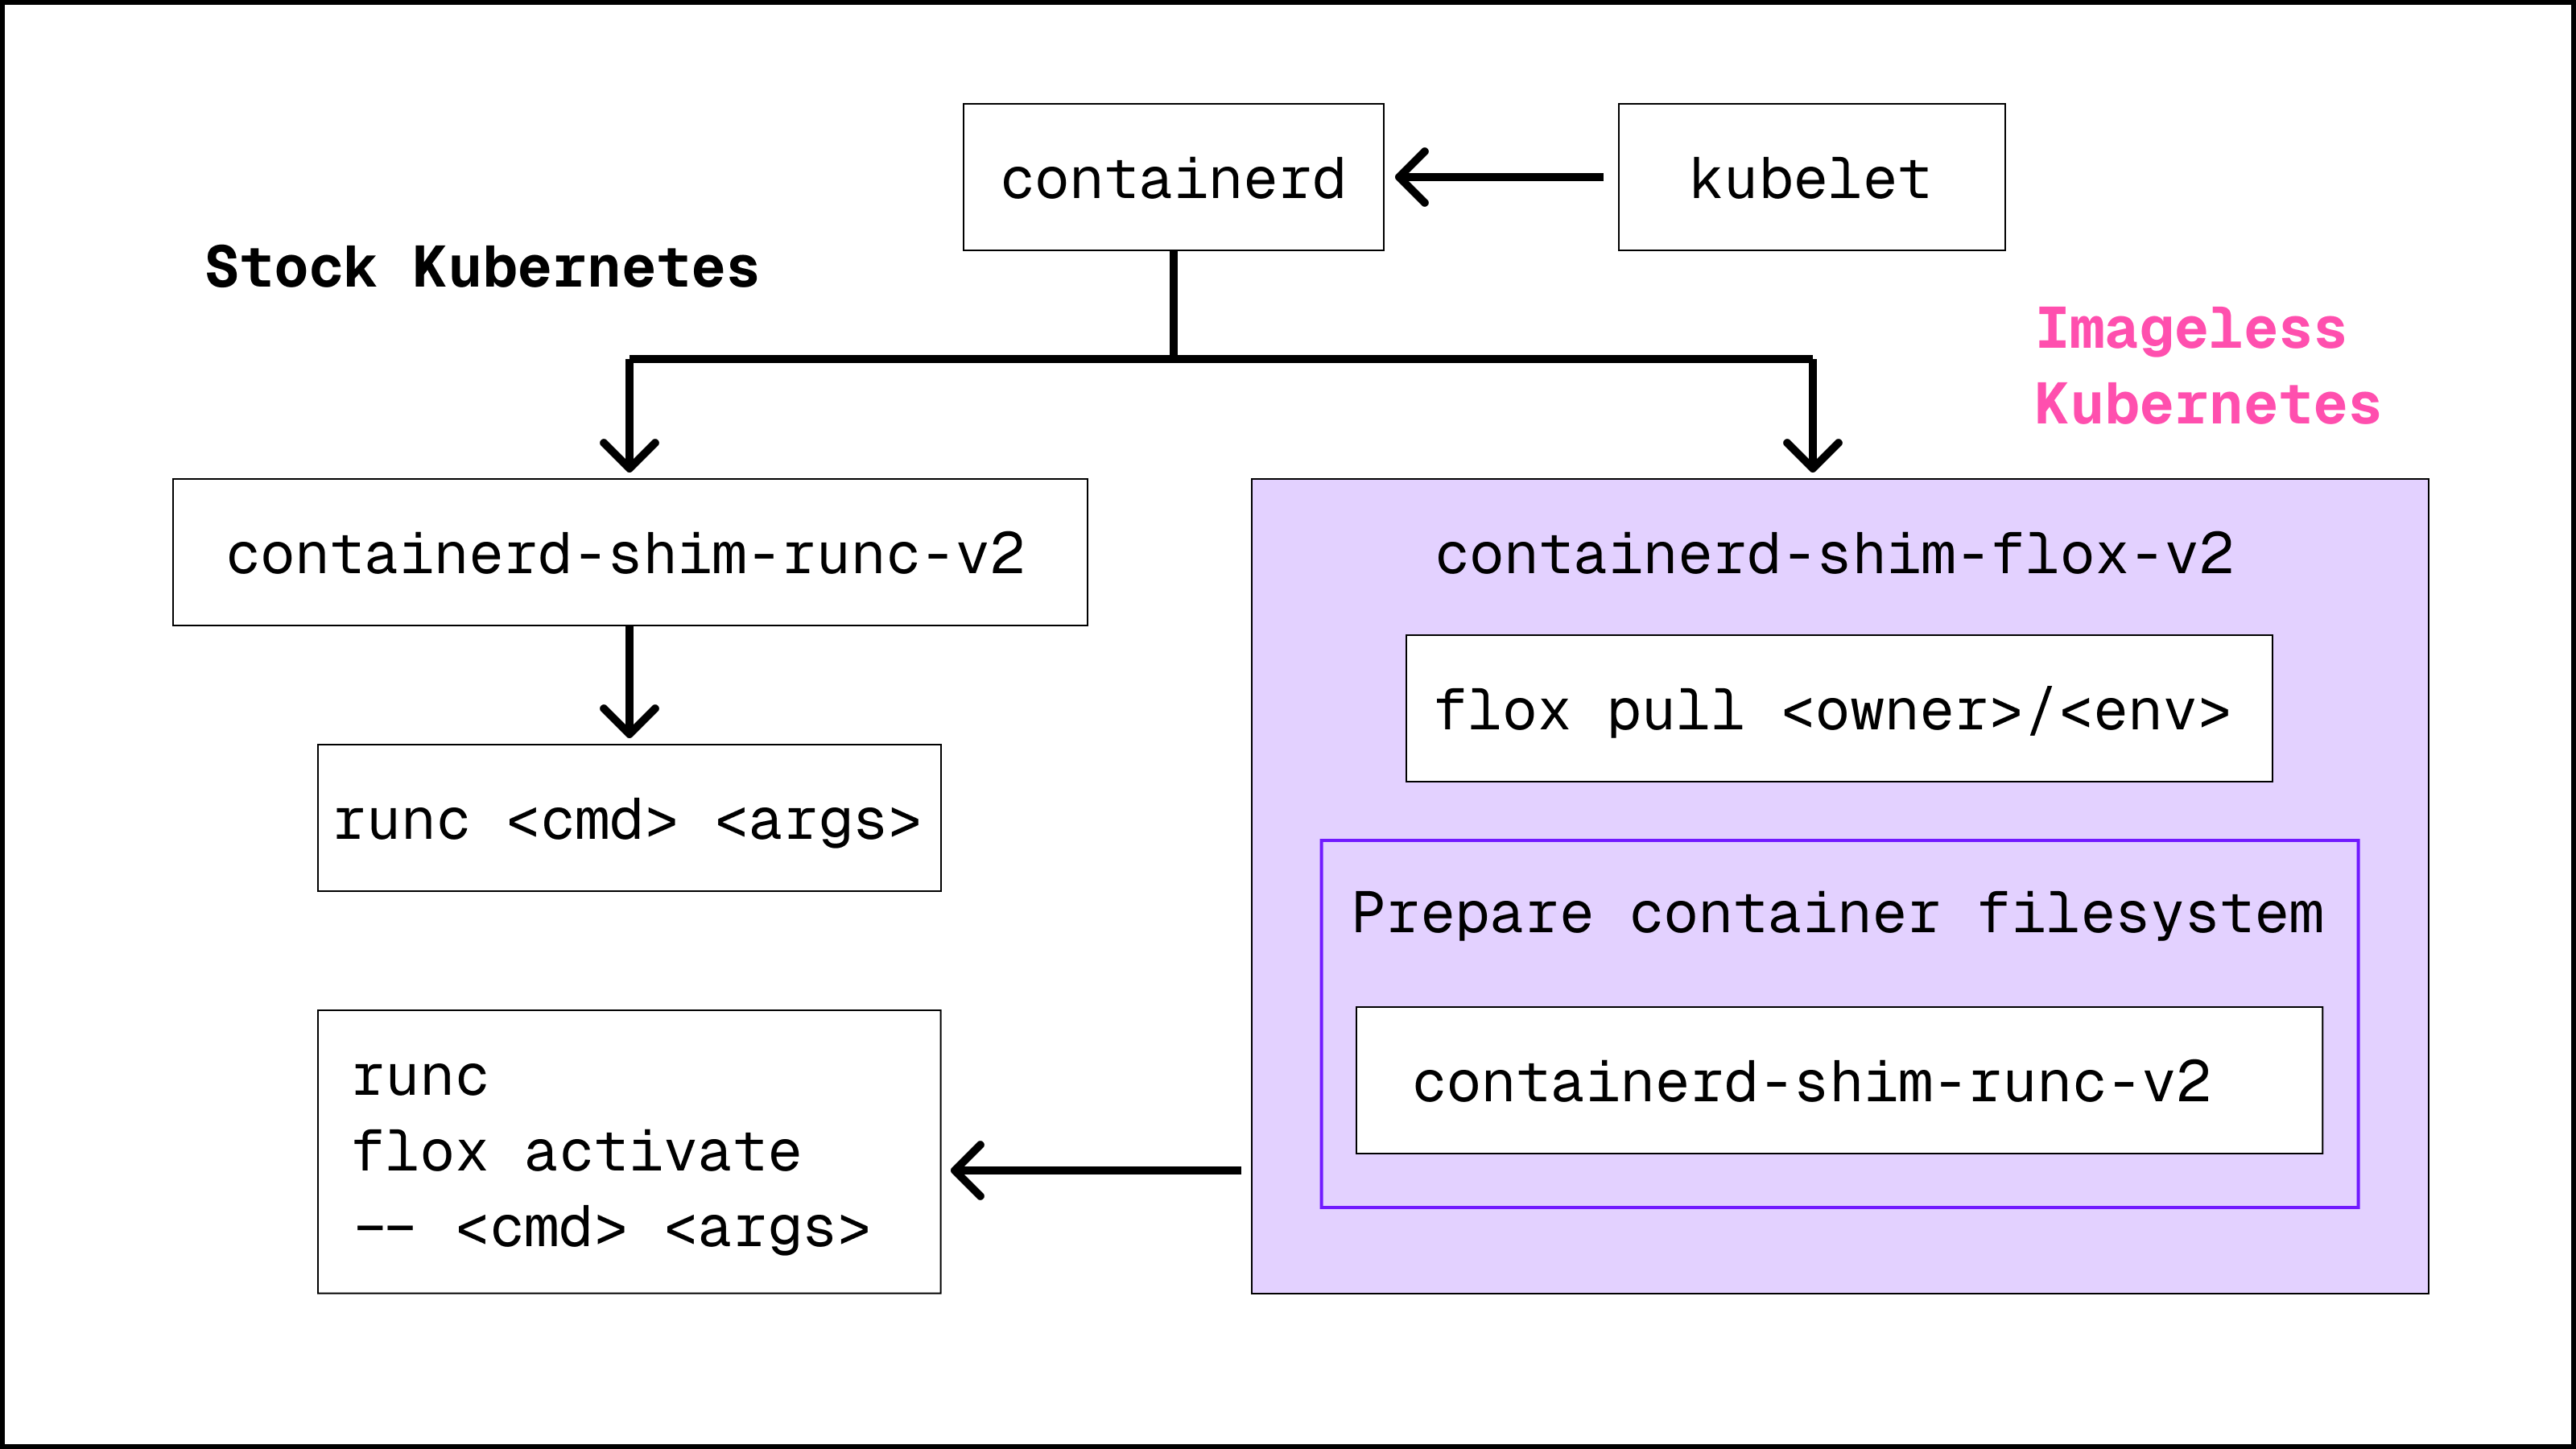 containerd
kubelet
Stock Kubernetes
Imageless
Kubernetes
containerd-shim-runc-v2
runc <cmd> <args>
containerd-shim-flox-v2
flox pull <owner>/<env>
Prepare container filesystem
containerd-shim-runc-v2
runc
flox activate
-- <cmd> <args>